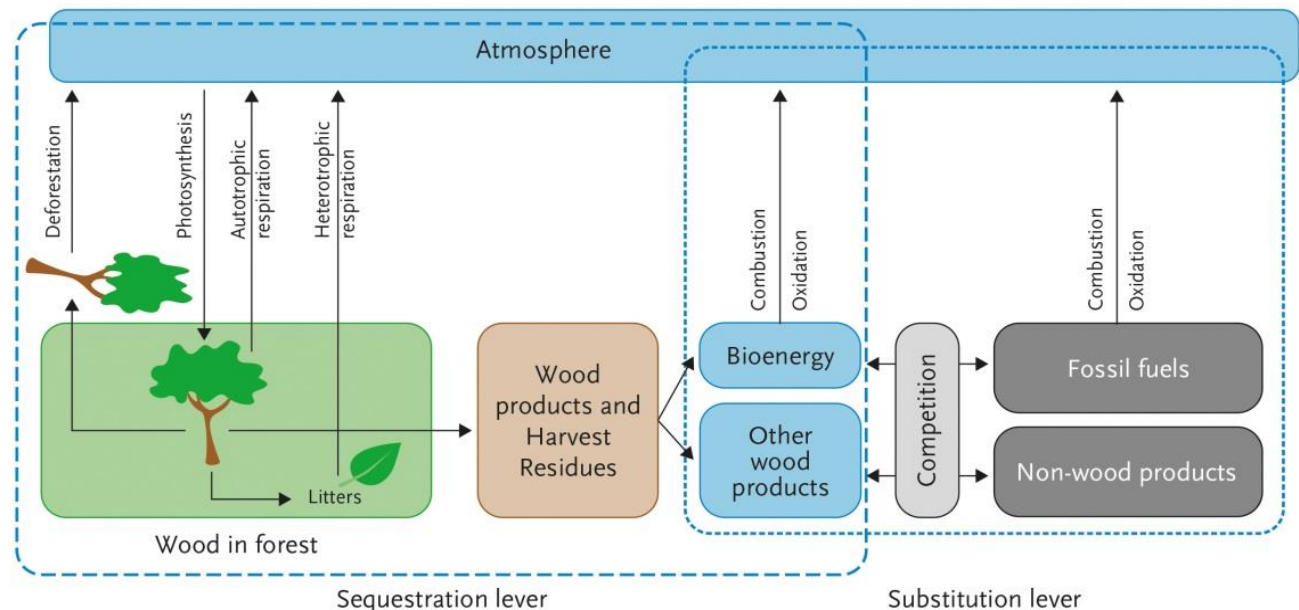 Atmosphere
Deforestation
Photosynthesis
Autotrophic
respiration
Heterotrophic
respiration
Combustion
Oxidation
Combustion
Oxidation
Wood
products and
Harvest
Residues
Bioenergy
Other
wood
products
Competition
Fossil fuels
Non-wood products
Litters
Wood in forest
Sequestration lever
Substitution lever